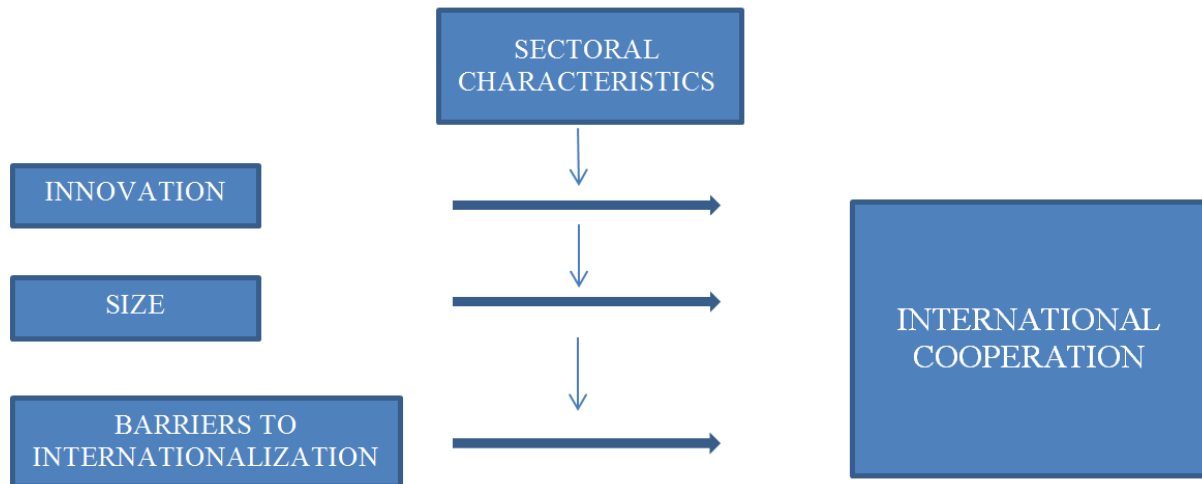 SECTORAL
CHARACTERISTICS
INNOVATION
SIZE
BARRIERS TO
INTERNATIONALIZATION
INTERNATIONAL
COOPERATION